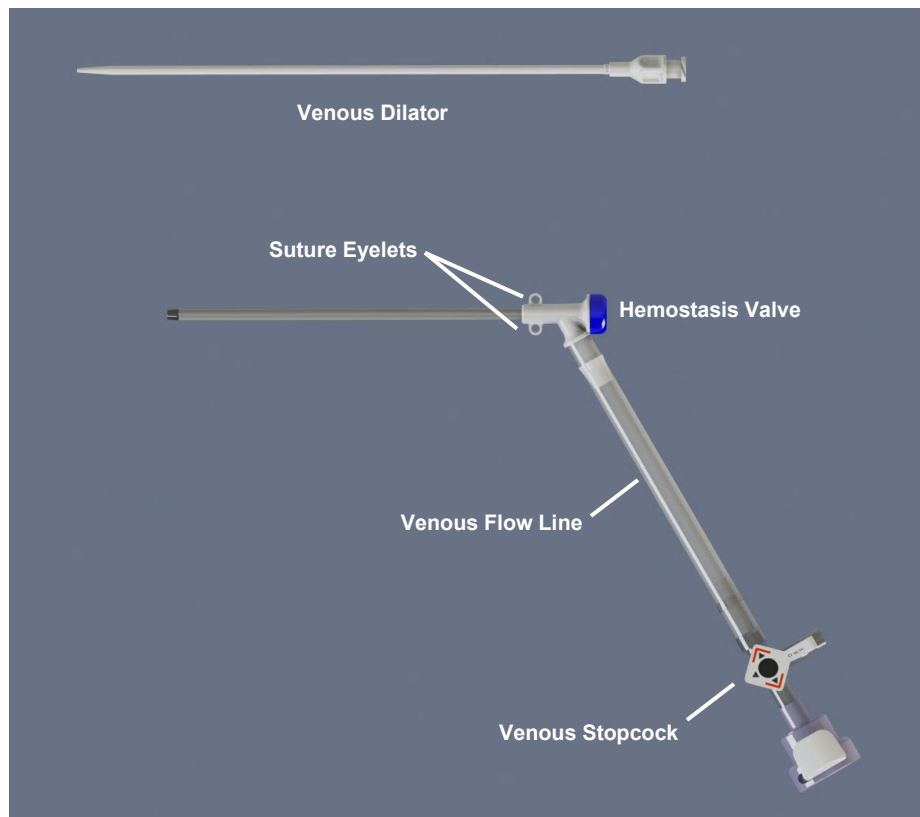 Venous Dilator
Suture Eyelets
Hemostasis Valve
Venous Flow Line
Venous Stopcock